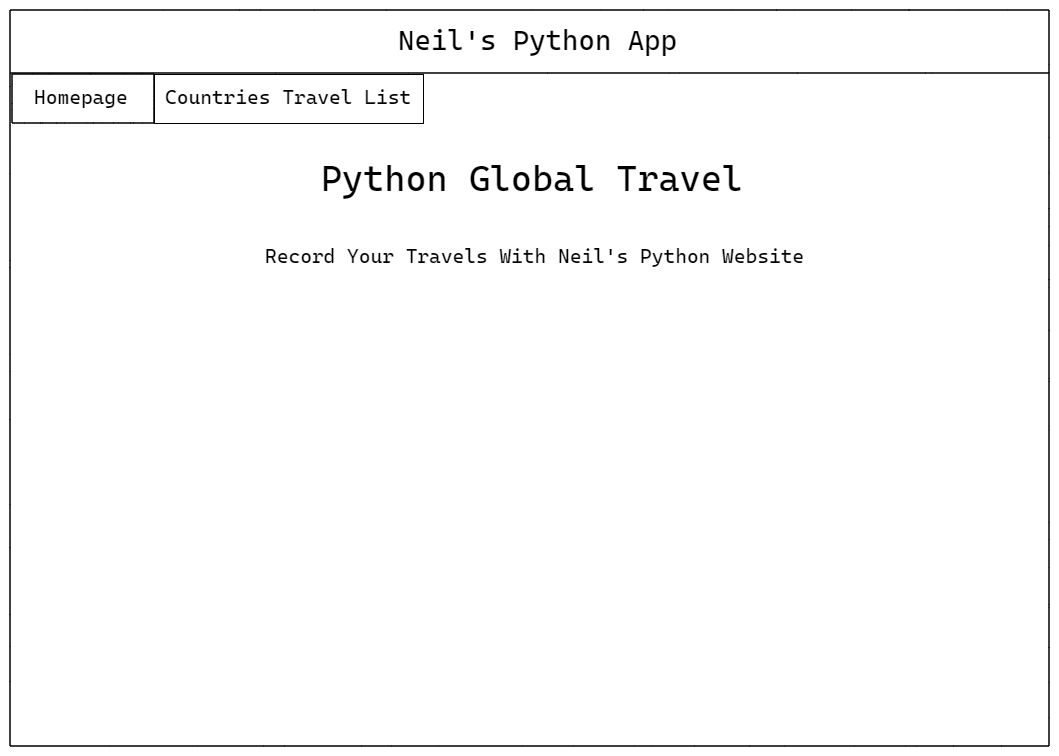 Neil's Python App
Homepage
Countries Travel List
Python Global Travel
Record Your Travels With Neil's Python Website